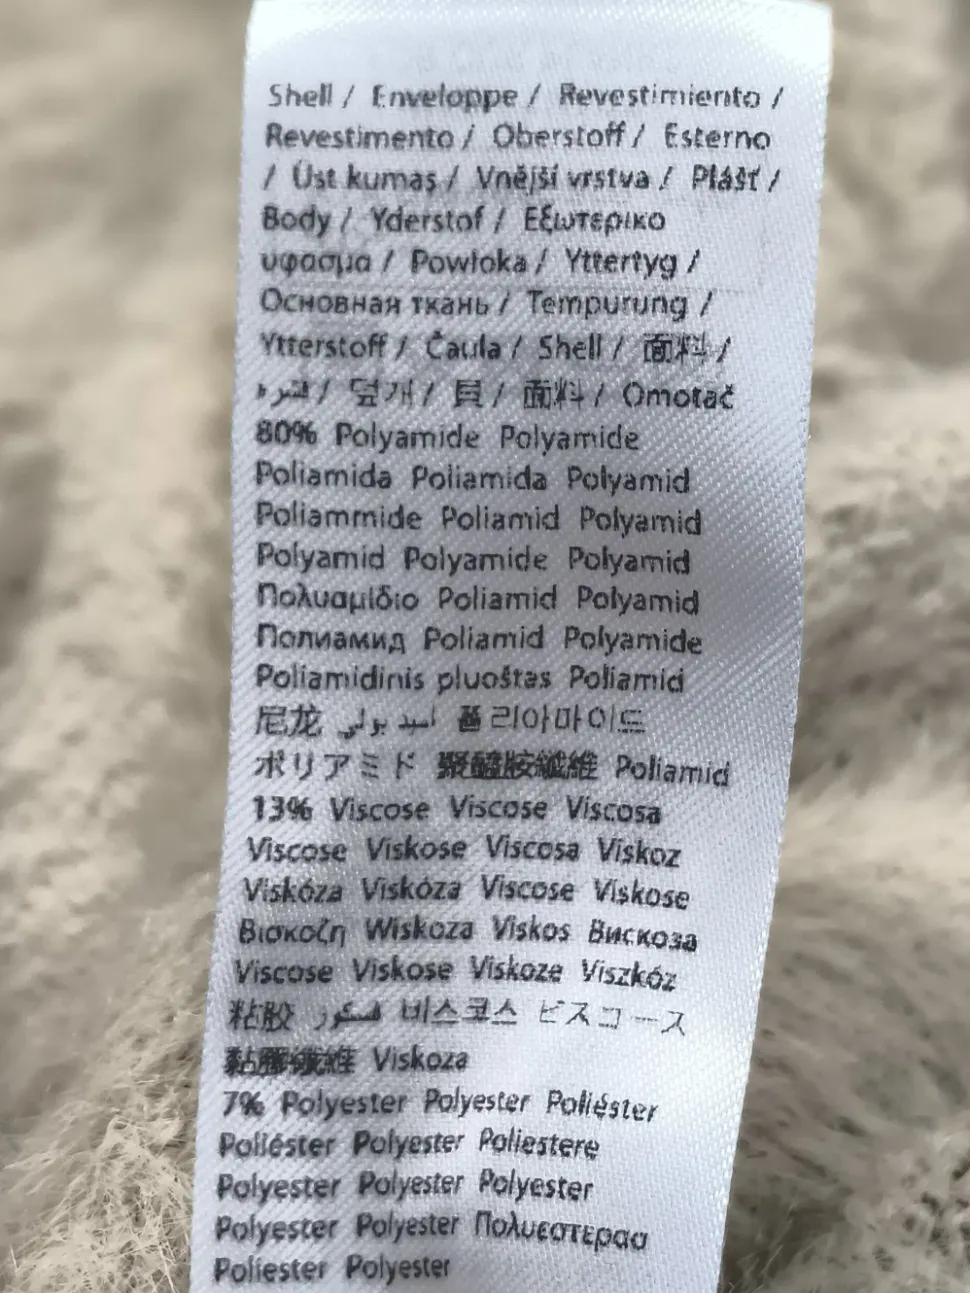 Shell / Enveloppe / Revestimiento /
Revestimento / Oberstoff / Esterno
/ Üst kumaş / Vnější vrstva / Plášť /
Body / Yderstof / Εξωτερικο
υφασμα / Powłoka / Yttertyg /
Основная ткань / Tempurung /
Ytterstoff / Čaula / Shell / 面料 /
قشره / 덮개 / 貝 / 面料 / Omotač
80% Polyamide Polyamide
Poliamida Poliamida Polyamid
Poliammide Poliamid Polyamid
Polyamid Polyamide Polyamid
Πολυαμίδιο Poliamid Polyamid
Полиамид Poliamid Polyamide
Poliamidinis pluoštas Poliamid
尼龙 폴리아마이드
ポリアミド 聚醯胺纖維 Poliamid
13% Viscose Viscose Viscosa
Viscose Viskose Viscosa Viskoz
Viskóza Viskóza Viscose Viskose
Βισκοζη Wiskoza Viskos Вискоза
Viscose Viskose Viskoze Viszkóz
粘胶 فسكوز 비스코스 ビスコース
黏膠纖維 Viskoza
7% Polyester Polyester Poliéster
Poliéster Polyester Poliestere
Polyester Polyester Polyester
Polyester Polyester Πολυεστερας
Poliester Polyester